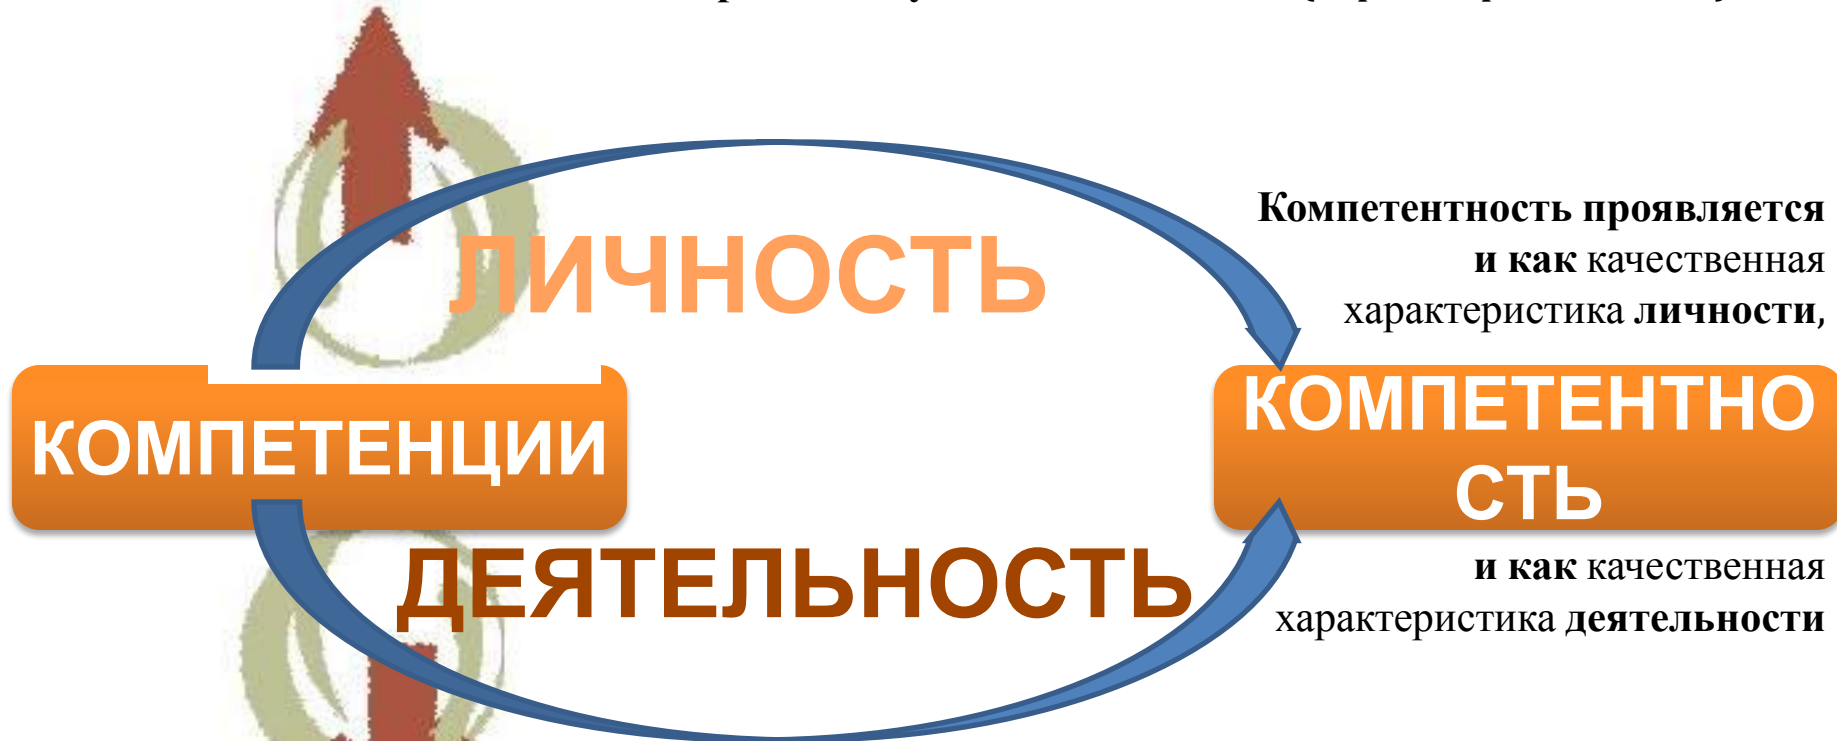 ЛИЧНОСТЬ
Компетентность проявляется
и как качественная
характеристика личности,
КОМПЕТЕНЦИИ
КОМПЕТЕНТНО
СТЬ
ДЕЯТЕЛЬНОСТЬ
и как качественная
характеристика деятельности